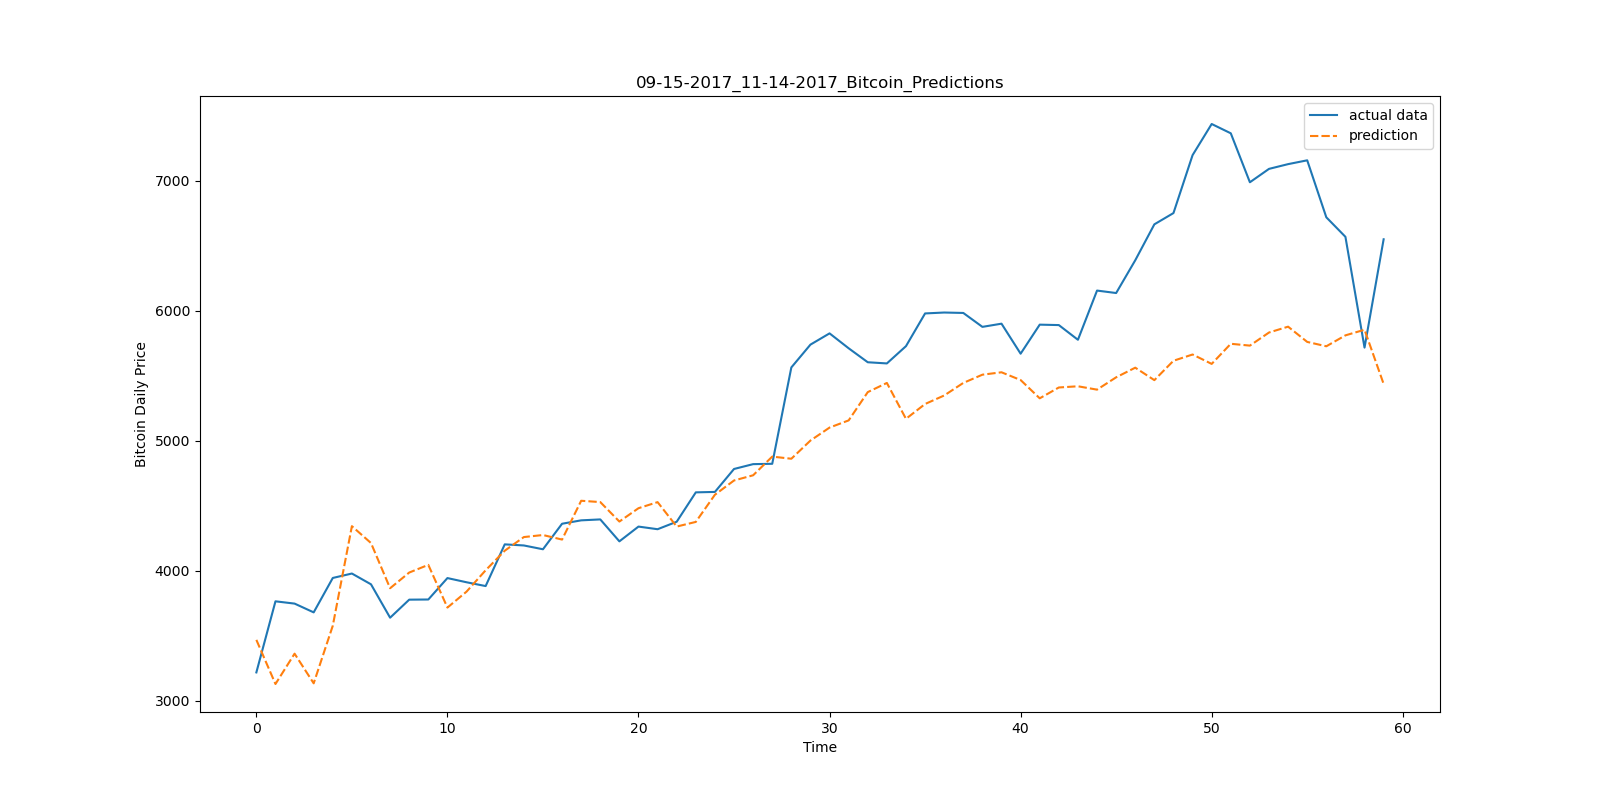 09-15-2017_11-14-2017_Bitcoin_Predictions
actual data
prediction
Bitcoin Daily Price
7000
6000
5000
4000
3000
0 10 20 30 40 50 60
Time